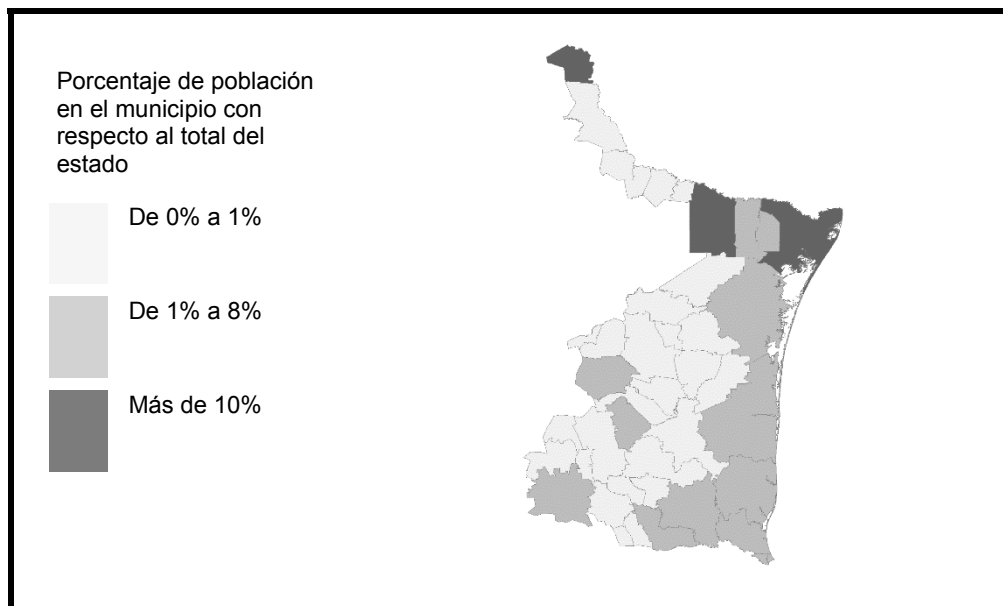 Porcentaje de población
en el municipio con
respecto al total del
estado
De 0% a 1%
De 1% a 8%
Más de 10%